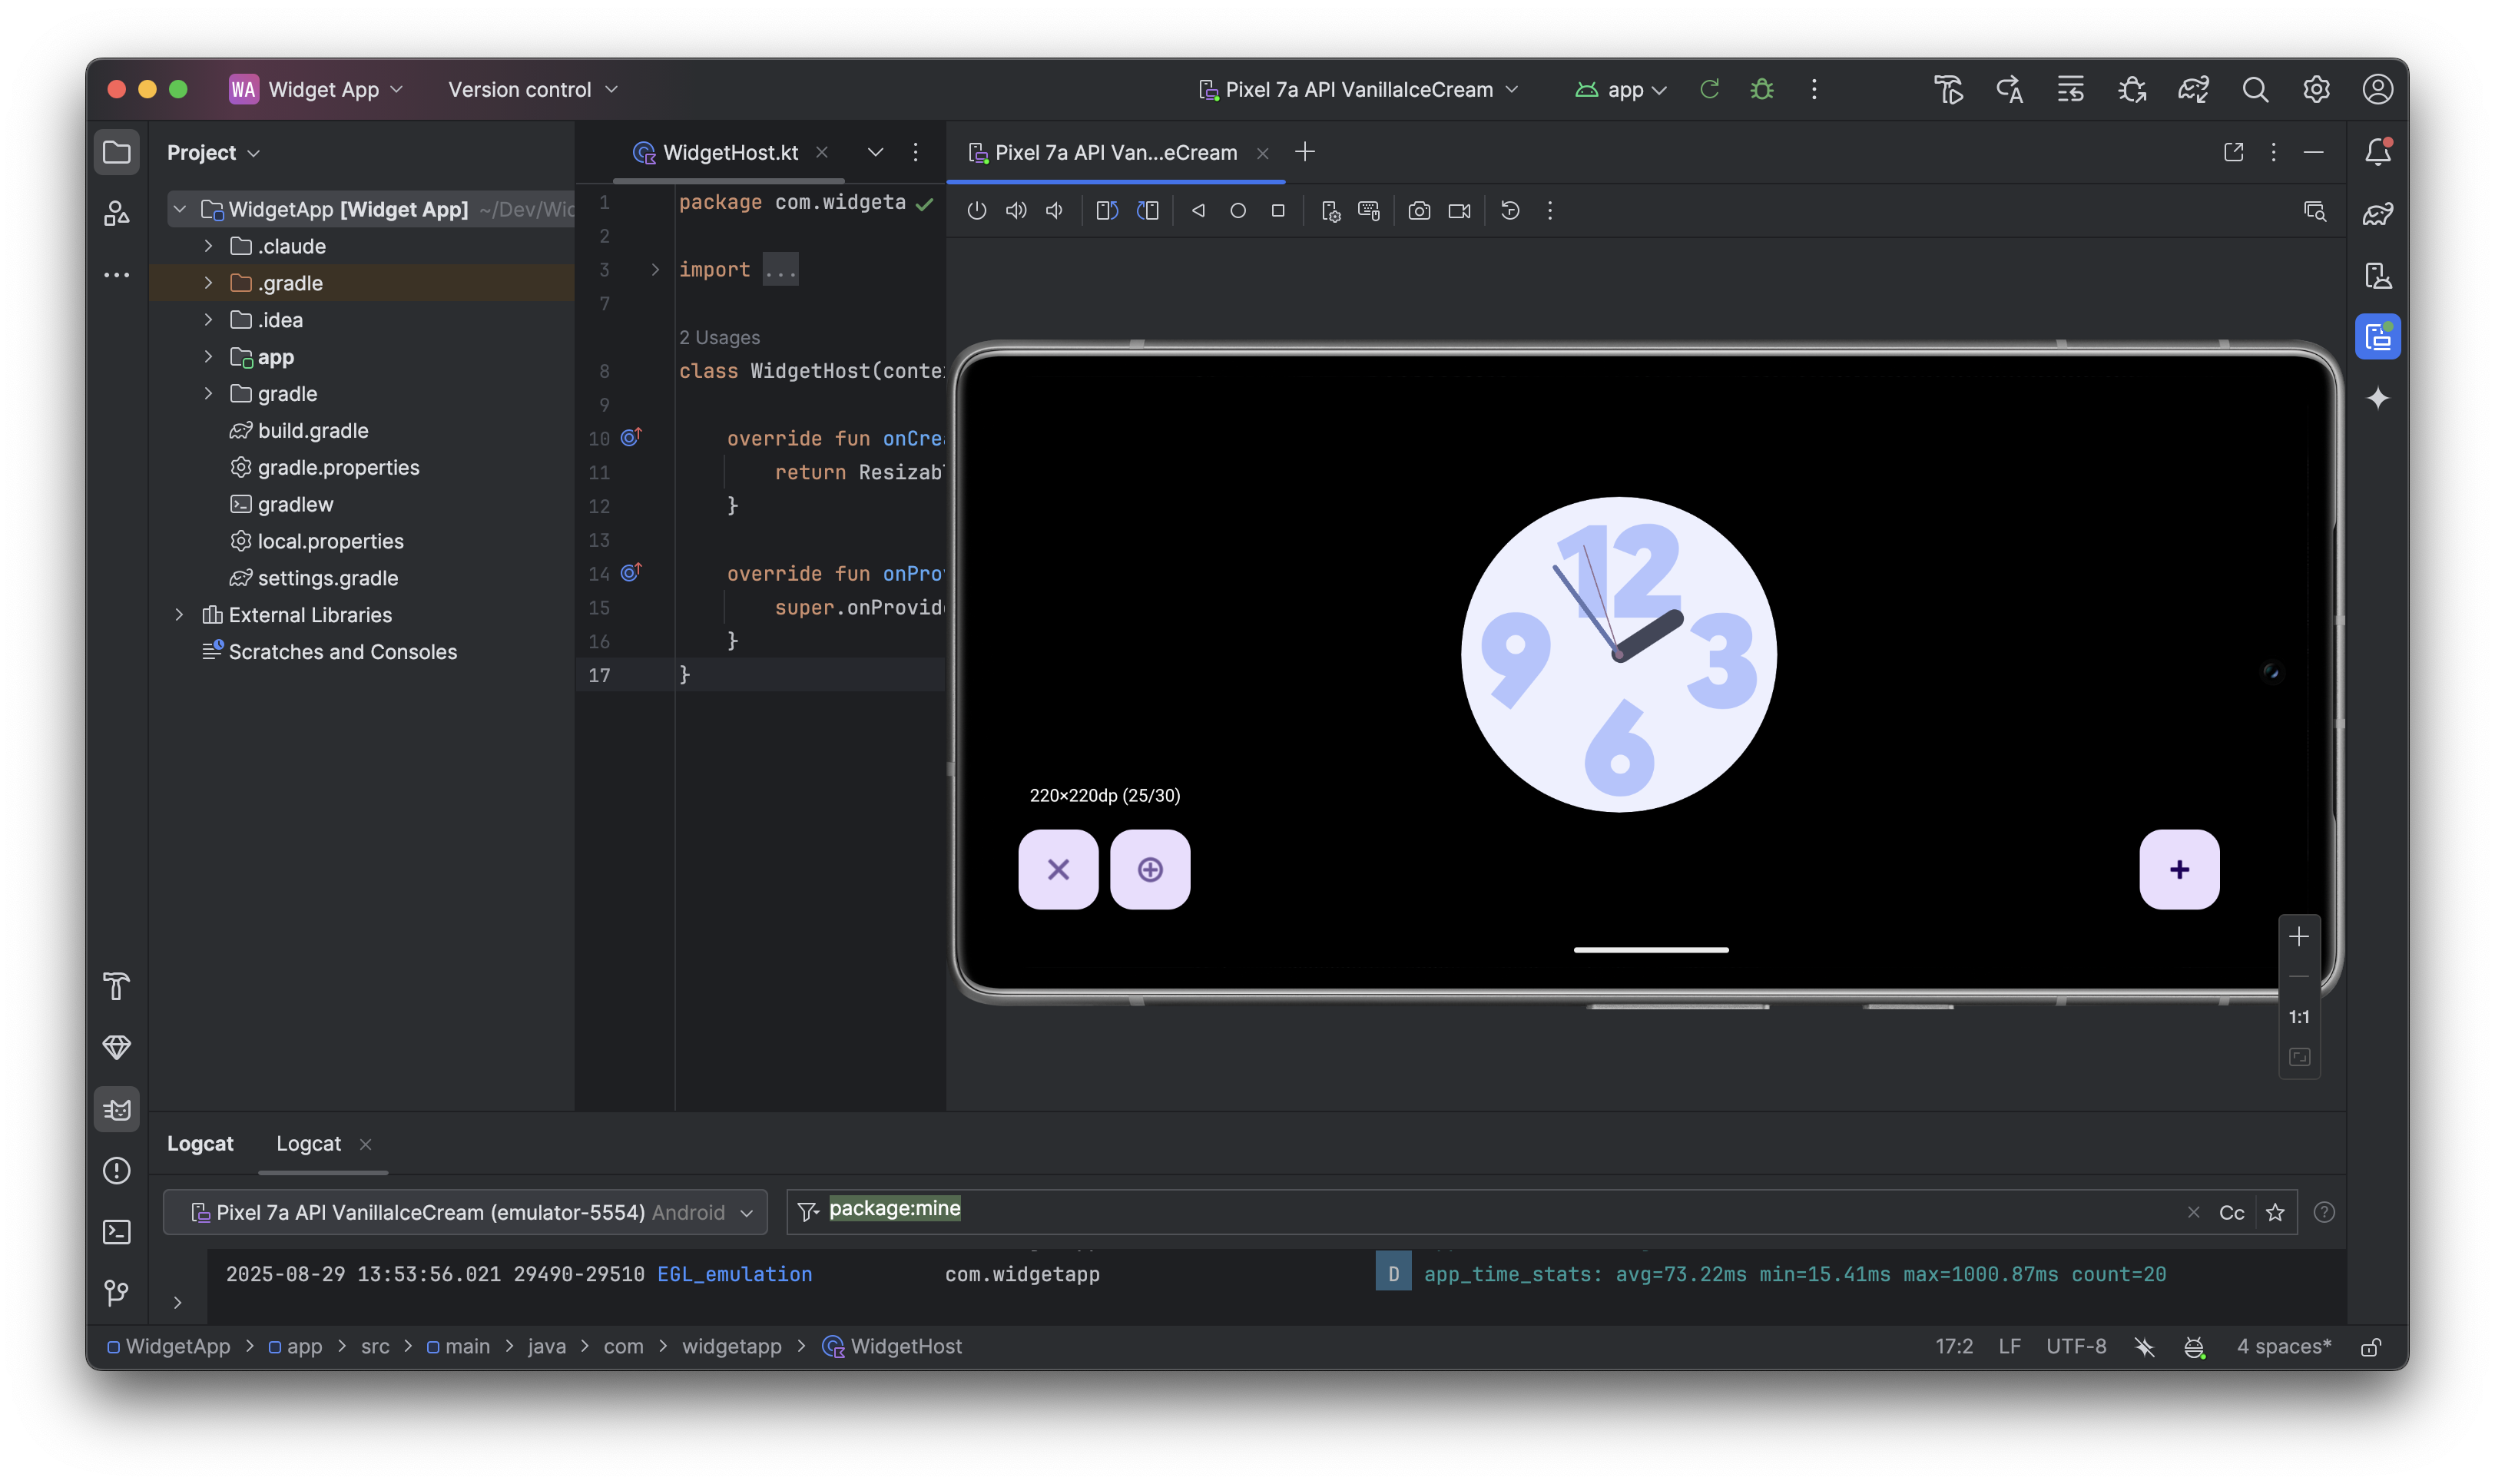 WA Widget App Version control Pixel 7a API VanillaIceCream app
Project
WidgetApp [Widget App] ~/Dev/Wid
.claude
.gradle
.idea
app
gradle
build.gradle
gradle.properties
gradlew
local.properties
settings.gradle
External Libraries
Scratches and Consoles
WidgetHost.kt
1 package com.widgeta
2
3 import ...
7
2 Usages
8 class WidgetHost(conte
9
10 override fun onCrea
11 return Resizab
12 }
13
14 override fun onProv
15 super.onProvide
16 }
17 }
Pixel 7a API Van...eCream
12
9 3
6
220×220dp (25/30)
1:1
Logcat Logcat
Pixel 7a API VanillaIceCream (emulator-5554) Android package:mine Cc
2025-08-29 13:53:56.021 29490-29510 EGL_emulation com.widgetapp D app_time_stats: avg=73.22ms min=15.41ms max=1000.87ms count=20
WidgetApp > app > src > main > java > com > widgetapp > WidgetHost 17:2 LF UTF-8 4 spaces*